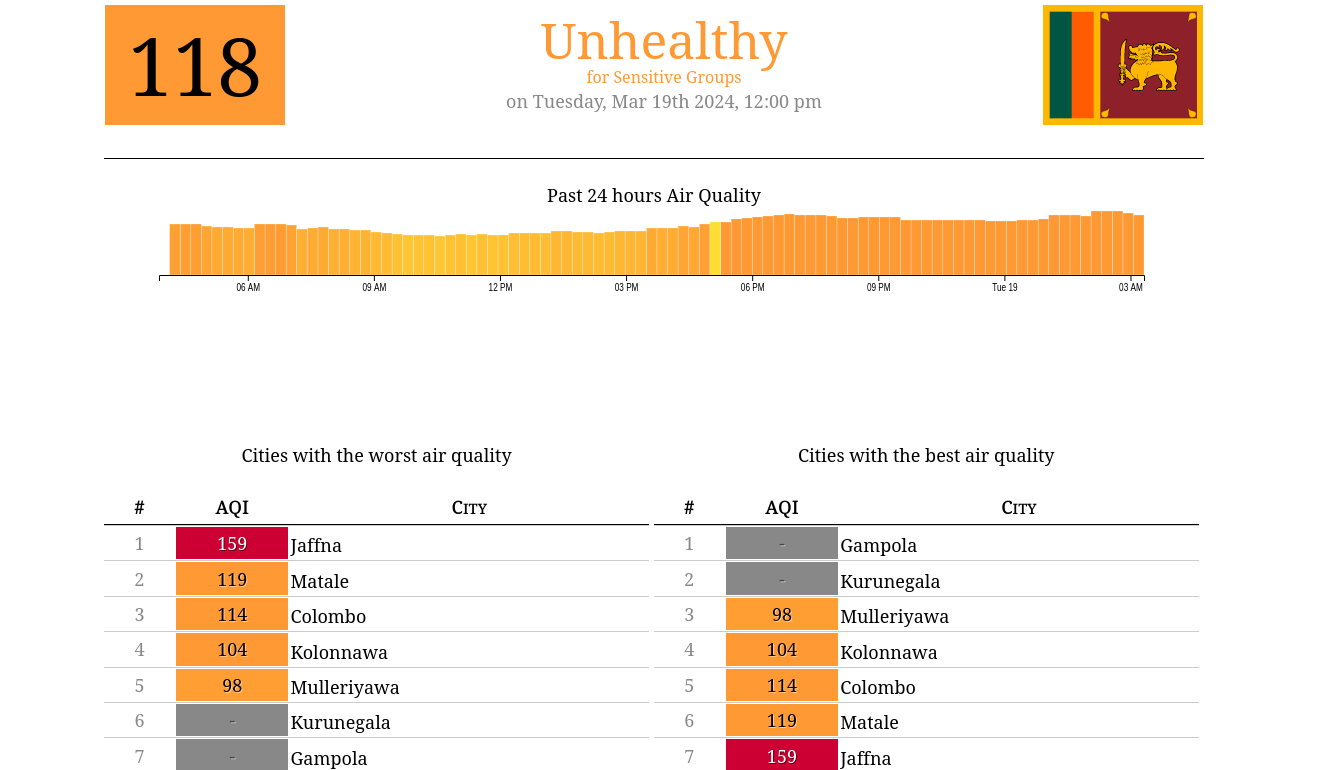 118
Unhealthy
for Sensitive Groups
on Tuesday, Mar 19th 2024, 12:00 pm
Past 24 hours Air Quality
06 AM 09 AM 12 PM 03 PM 06 PM 09 PM Tue 19 03 AM
Cities with the worst air quality
# AQI City
1 159 Jaffna
2 119 Matale
3 114 Colombo
4 104 Kolonnawa
5 98 Mulleriyawa
6 - Kurunegala
7 - Gampola
Cities with the best air quality
# AQI City
1 - Gampola
2 - Kurunegala
3 98 Mulleriyawa
4 104 Kolonnawa
5 114 Colombo
6 119 Matale
7 159 Jaffna